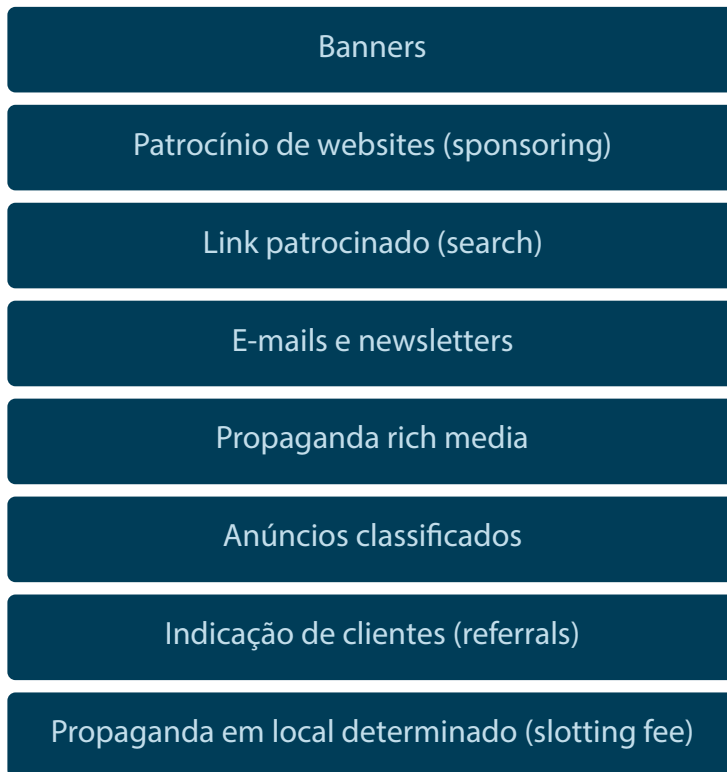 Banners
Patrocínio de websites (sponsoring)
Link patrocinado (search)
E-mails e newsletters
Propaganda rich media
Anúncios classificados
Indicação de clientes (referrals)
Propaganda em local determinado (slotting fee)